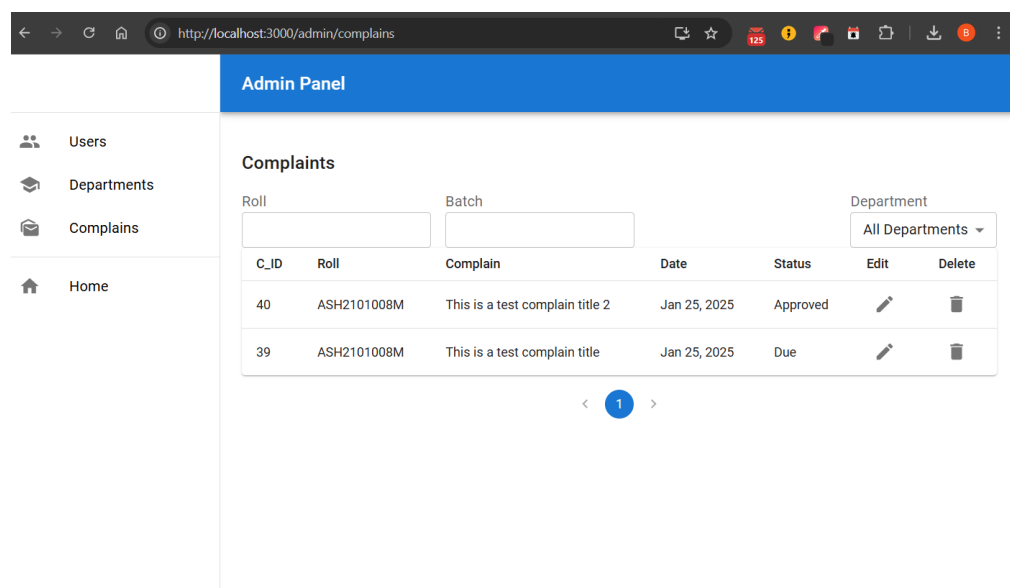 http://localhost:3000/admin/complains
125
B
Admin Panel
Users
Departments
Complains
Home
Complaints
Roll Batch Department
All Departments
C_ID Roll Complain Date Status Edit Delete
40 ASH2101008M This is a test complain title 2 Jan 25, 2025 Approved
39 ASH2101008M This is a test complain title Jan 25, 2025 Due
1